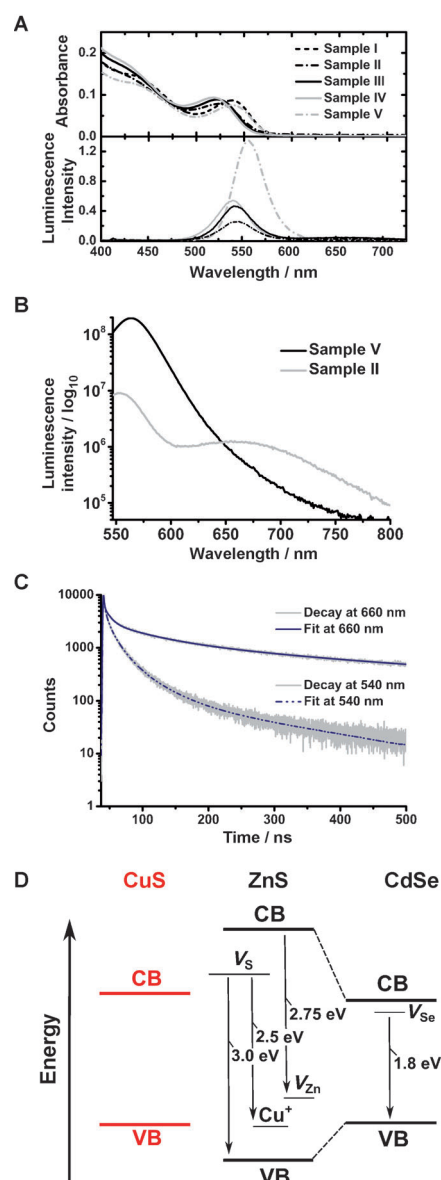 A
Absorbance
0.2
0.1
0.0
Sample I
Sample II
Sample III
Sample IV
Sample V
Luminescence
Intensity
1.2
0.8
0.4
0.0
400 450 500 550 600 650 700
Wavelength / nm
B
Luminescence
intensity / log10
10^8
10^7
10^6
10^5
Sample V
Sample II
550 600 650 700 750 800
Wavelength / nm
C
Counts
10000
1000
100
10
1
Decay at 660 nm
Fit at 660 nm
Decay at 540 nm
Fit at 540 nm
100 200 300 400 500
Time / ns
D
CuS ZnS CdSe
Energy
CB
VB
CB
VS
2.75 eV
2.5 eV
3.0 eV
VZn
Cu+
VB
CB
VSe
1.8 eV
VB